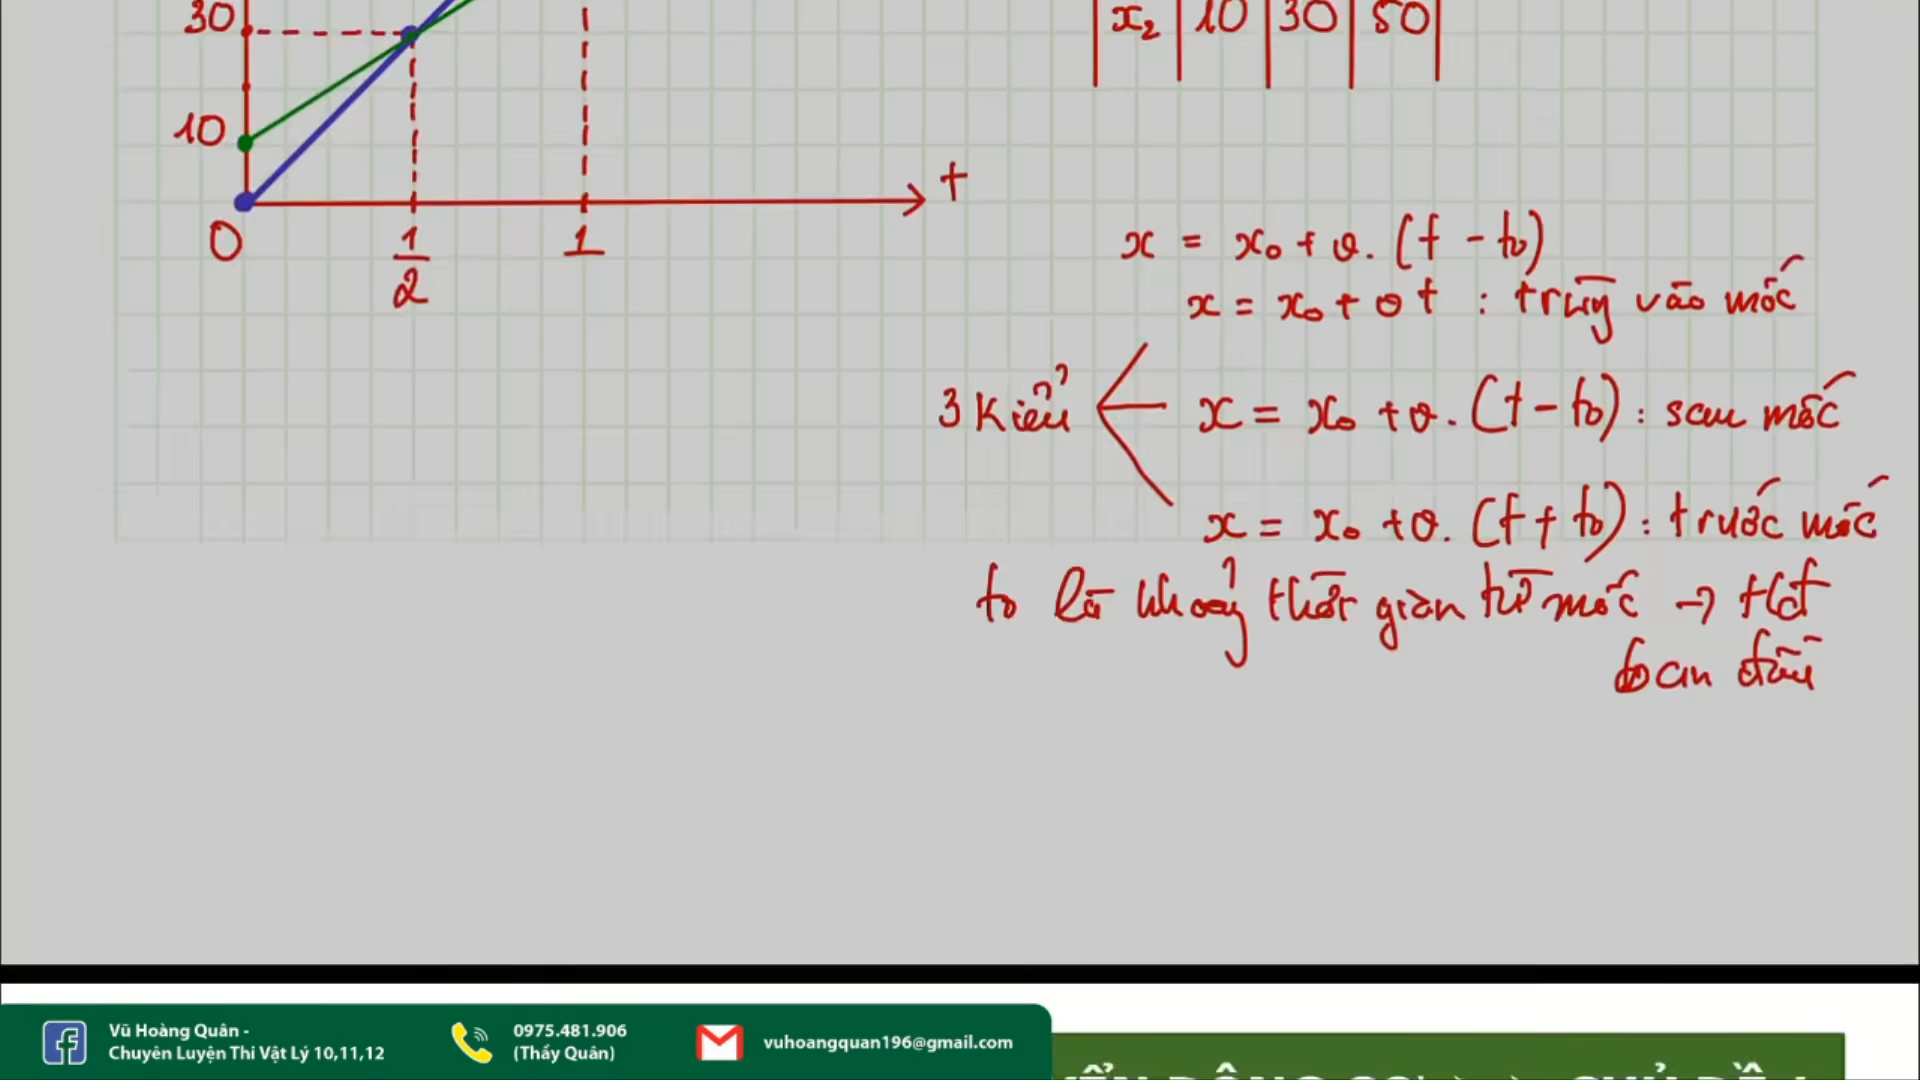 30
10
0
1/2
1
t
x₂ | 10 | 30 | 50
x = x₀ + v.(t - t₀)
x = x₀ + vt : trùng vào mốc
3 kiểu
x = x₀ + v.(t - t₀) : sau mốc
x = x₀ + v.(t + t₀) : trước mốc
t₀ là khoảng thời gian từ mốc → tđ
ban đầu
Vũ Hoàng Quân -
Chuyên Luyện Thi Vật Lý 10,11,12
0975.481.906
(Thầy Quân)
vuhoangquan196@gmail.com